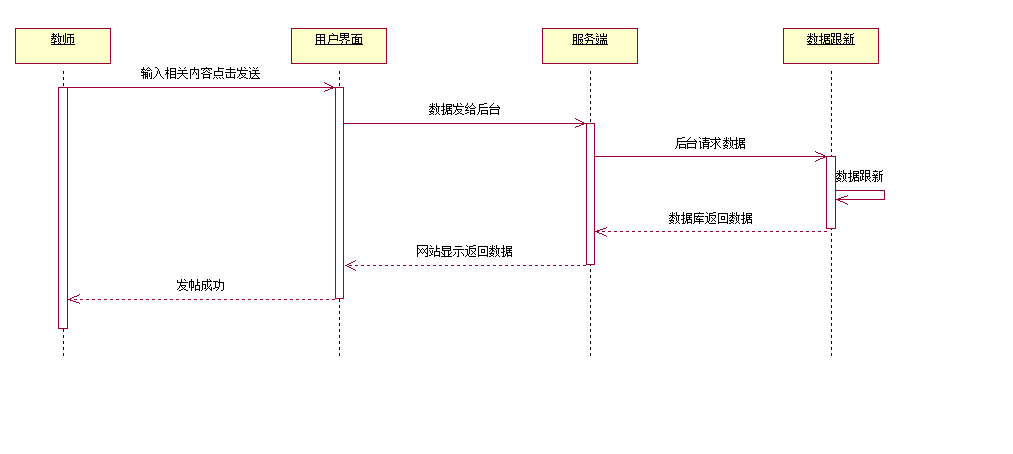 教师
用户界面
服务端
数据跟新
输入相关内容点击发送
数据发给后台
后台请求数据
数据跟新
数据库返回数据
网站显示返回数据
发帖成功